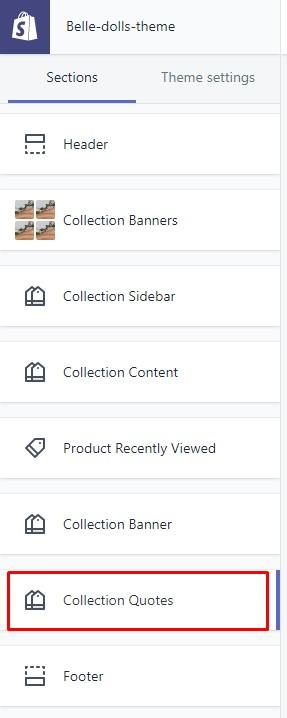 Belle-dolls-theme
Sections Theme settings
Header
Collection Banners
Collection Sidebar
Collection Content
Product Recently Viewed
Collection Banner
Collection Quotes
Footer